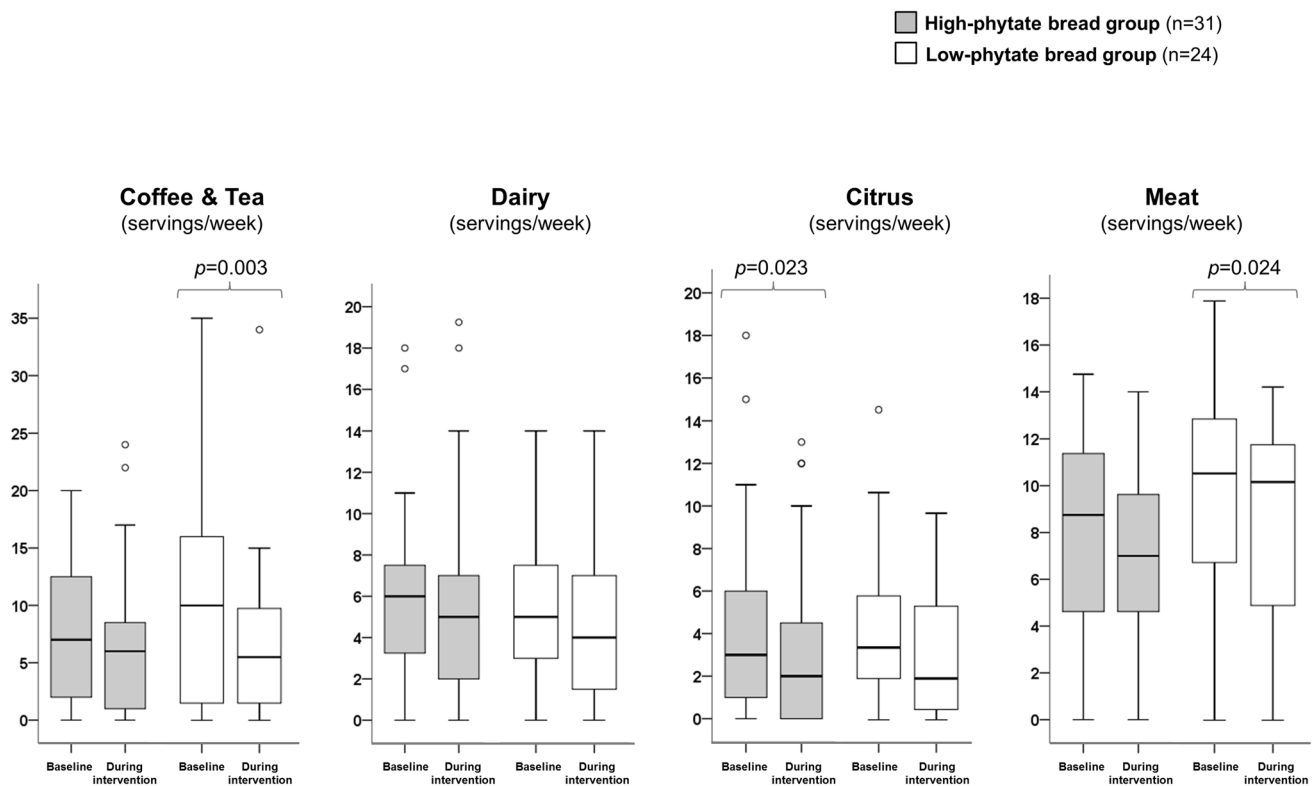 High-phytate bread group (n=31)
Low-phytate bread group (n=24)
Coffee & Tea
(servings/week)
p=0.003
35
30
25
20
15
10
5
0
Baseline
During
intervention
Baseline
During
intervention
Dairy
(servings/week)
20
18
16
14
12
10
8
6
4
2
0
Baseline
During
intervention
Baseline
During
intervention
Citrus
(servings/week)
p=0.023
20
18
16
14
12
10
8
6
4
2
0
Baseline
During
intervention
Baseline
During
intervention
Meat
(servings/week)
p=0.024
18
16
14
12
10
8
6
4
2
0
Baseline
During
intervention
Baseline
During
intervention